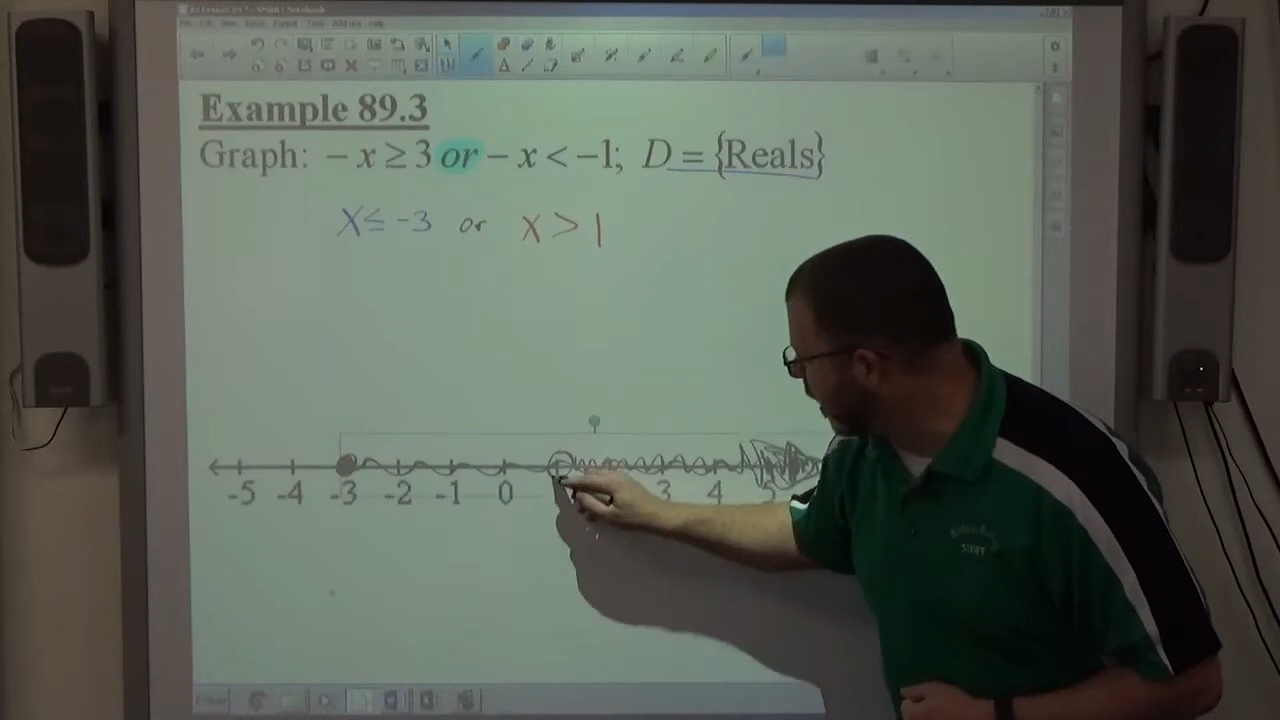 Example 89.3
Graph: − x ≥ 3 or − x < −1; D = {Reals}
x ≤ -3 or x > 1
-5 -4 -3 -2 -1 0 3 4 5
STAFF